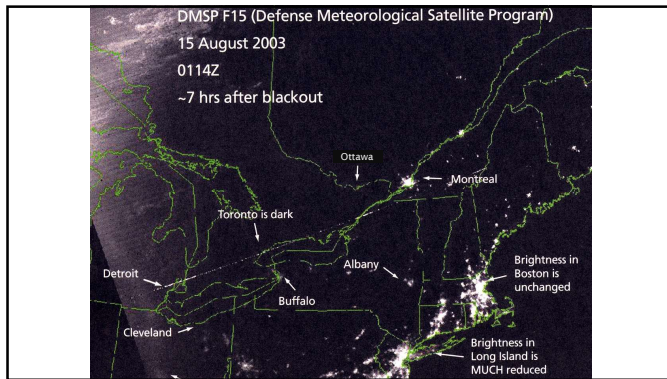 DMSP F15 (Defense Meteorological Satellite Program)
15 August 2003
0114Z
~7 hrs after blackout
Ottawa
Montreal
Toronto is dark
Detroit
Albany
Buffalo
Cleveland
Brightness in
Boston is
unchanged
Brightness in
Long Island is
MUCH reduced